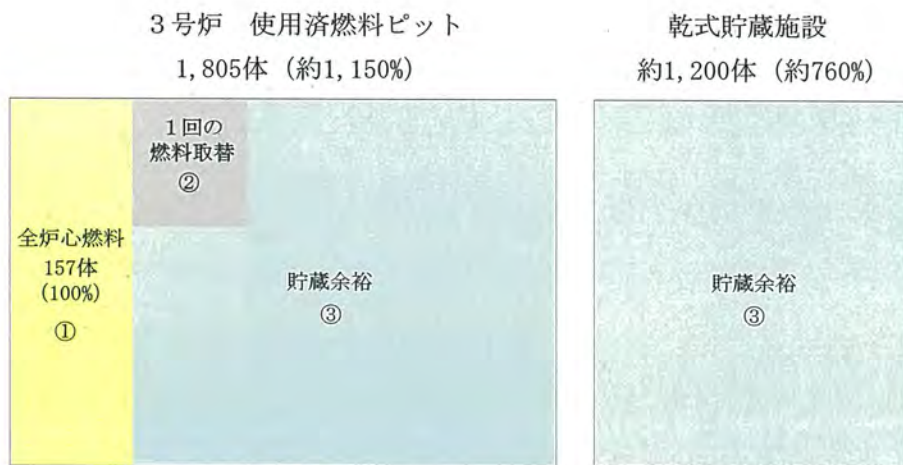 3号炉 使用済燃料ピット
1,805体 (約1,150%)
乾式貯蔵施設
約1,200体 (約760%)
1回の
燃料取替
②
全炉心燃料
157体
(100%)
①
貯蔵余裕
③
貯蔵余裕
③